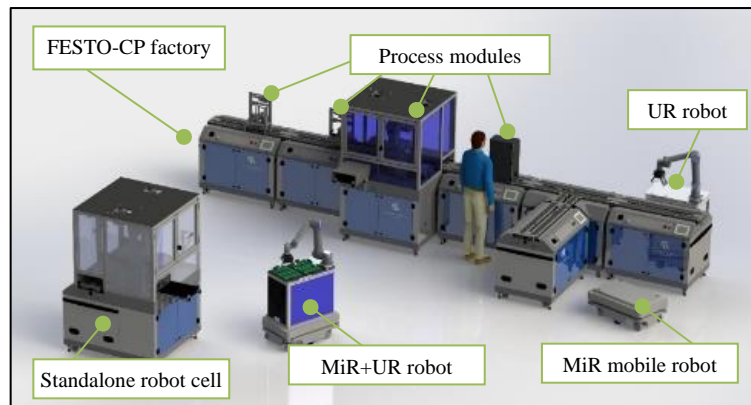 FESTO-CP factory
Process modules
UR robot
Standalone robot cell
MiR+UR robot
MiR mobile robot